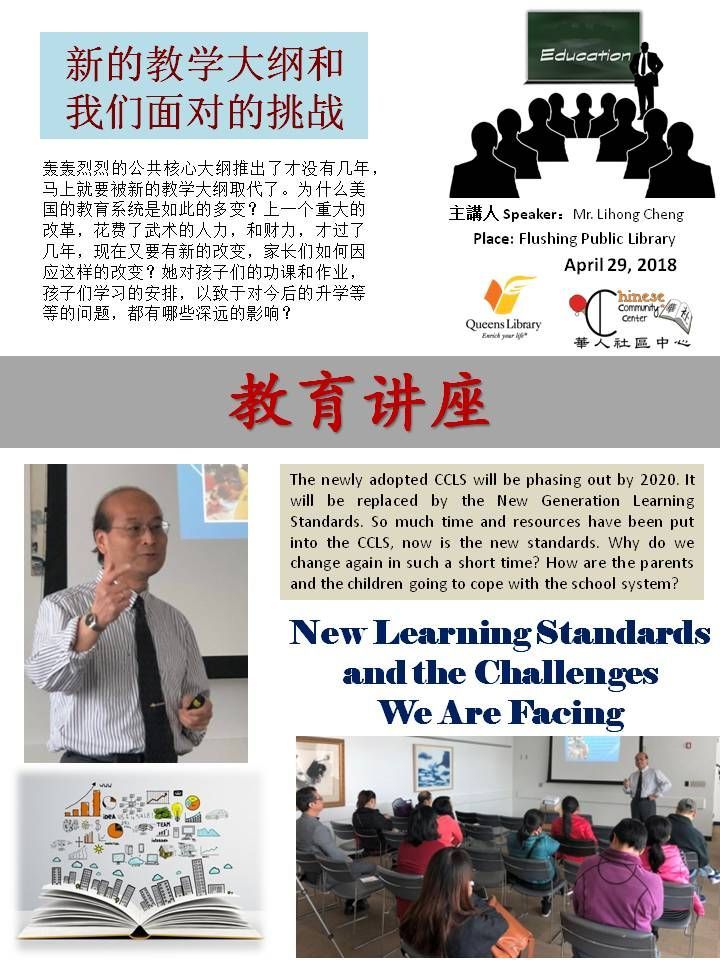 新的教学大纲和
我们面对的挑战
轰轰烈烈的公共核心大纲推出了才没有几年，
马上就要被新的教学大纲取代了。为什么美
国的教育系统是如此的多变？上一个重大的
改革，花费了武术的人力，和财力，才过了
几年，现在又要有新的改变，家长们如何因
应这样的改变？她对孩子们的功课和作业，
孩子们学习的安排，以致于对今后的升学等
等的问题，都有哪些深远的影响？
Education
主講人 Speaker：Mr. Lihong Cheng
Place: Flushing Public Library
April 29, 2018
Queens Library
Enrich your life®
Chinese
Community
Center
華人社區中心
教育讲座
The newly adopted CCLS will be phasing out by 2020. It
will be replaced by the New Generation Learning
Standards. So much time and resources have been put
into the CCLS, now is the new standards. Why do we
change again in such a short time? How are the parents
and the children going to cope with the school system?
New Learning Standards
and the Challenges
We Are Facing
IDEA
TEAM